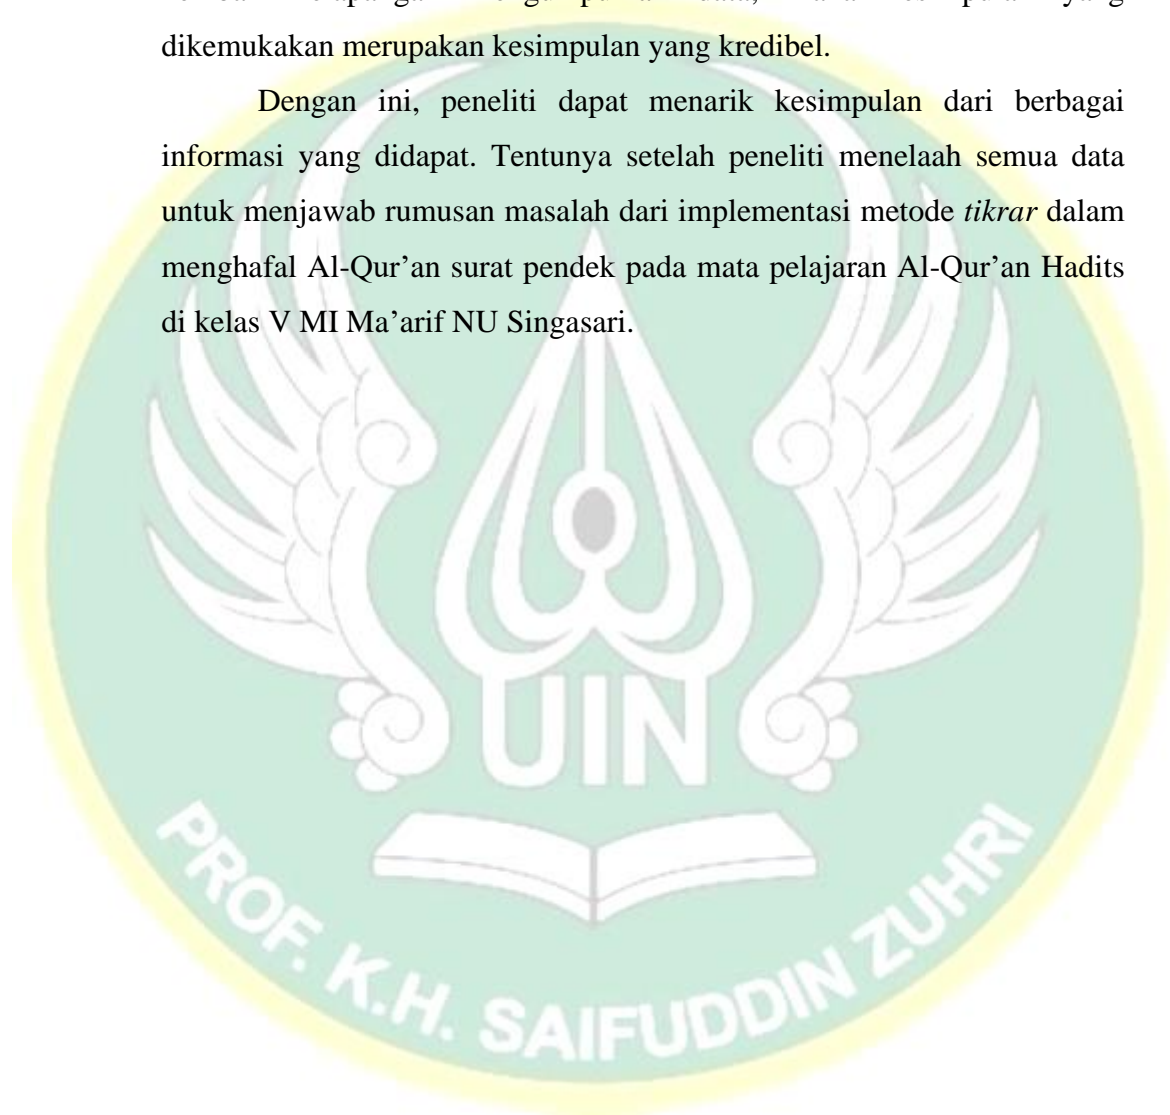 dikemukakan merupakan kesimpulan yang kredibel.
Dengan ini, peneliti dapat menarik kesimpulan dari berbagai
informasi yang didapat. Tentunya setelah peneliti menelaah semua data
untuk menjawab rumusan masalah dari implementasi metode tikrar dalam
menghafal Al-Qur’an surat pendek pada mata pelajaran Al-Qur’an Hadits
di kelas V MI Ma’arif NU Singasari.
UIN
PROF. K.H. SAIFUDDIN ZUHRI